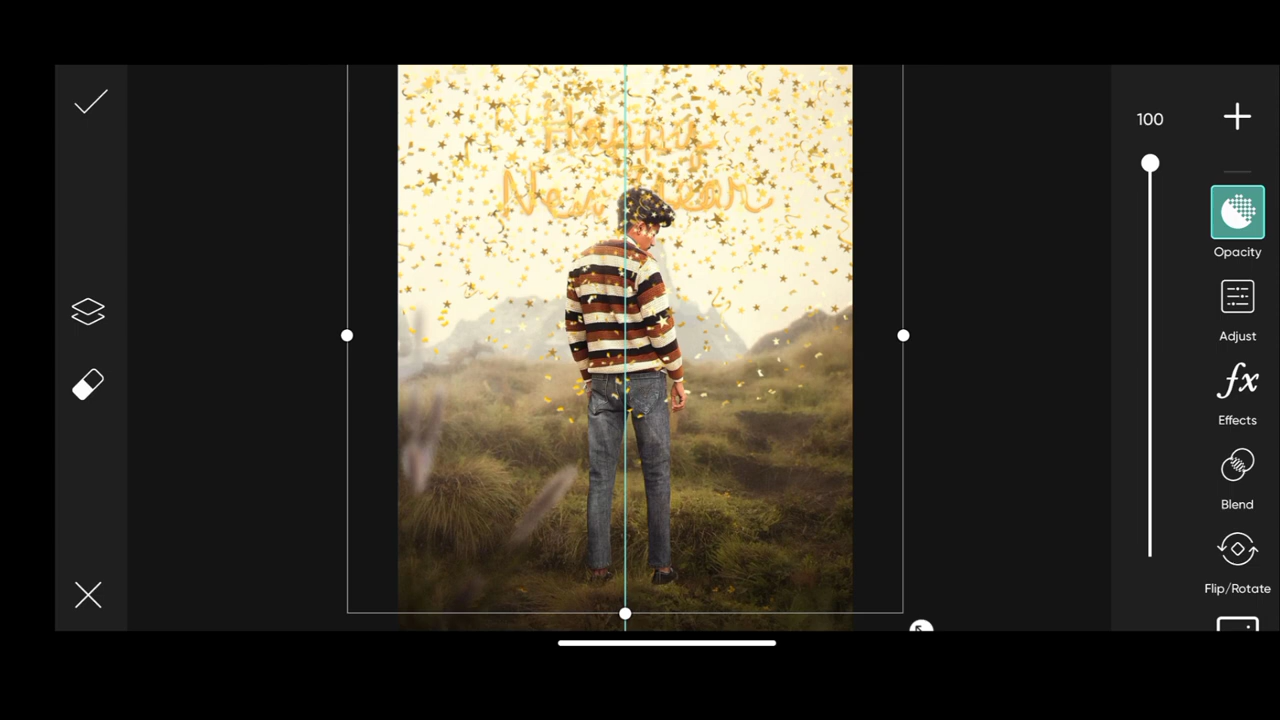 100
Happy
New Year
Opacity
Adjust
fx
Effects
Blend
Flip/Rotate